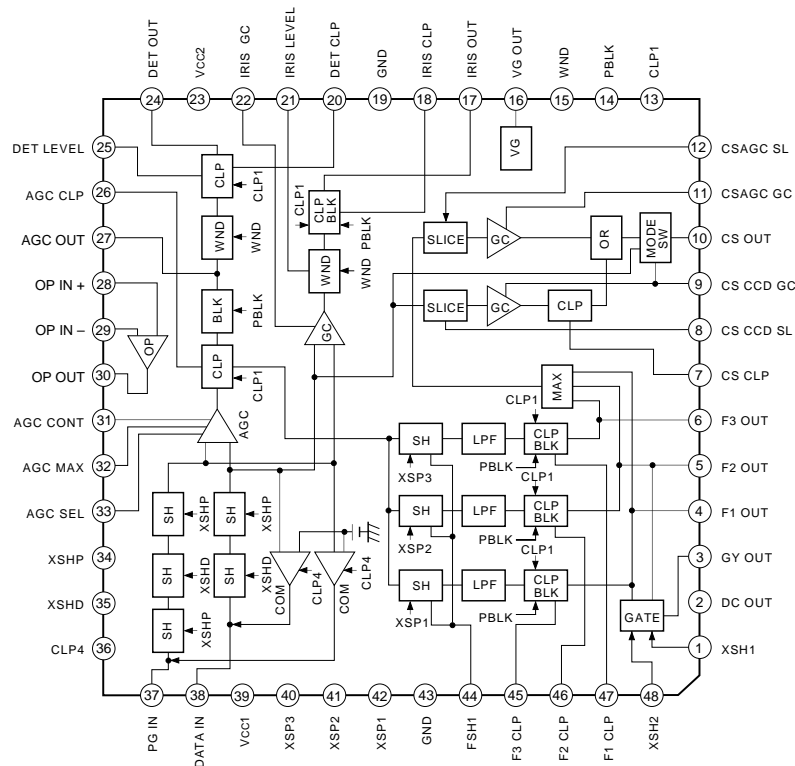 DET OUT
VCC2
IRIS GC
IRIS LEVEL
DET CLP
GND
IRIS CLP
IRIS OUT
VG OUT
WND
PBLK
CLP1
24
23
22
21
20
19
18
17
16
15
14
13
DET LEVEL 25
AGC CLP 26
AGC OUT 27
OP IN + 28
OP IN – 29
OP OUT 30
AGC CONT 31
AGC MAX 32
AGC SEL 33
XSHP 34
XSHD 35
CLP4 36
12 CSAGC SL
11 CSAGC GC
10 CS OUT
9 CS CCD GC
8 CS CCD SL
7 CS CLP
6 F3 OUT
5 F2 OUT
4 F1 OUT
3 GY OUT
2 DC OUT
1 XSH1
VG
CLP
CLP1
WND
WND
BLK
PBLK
CLP
CLP1
OP
AGC
CLP1
CLP
BLK
PBLK
WND
WND
GC
SLICE
GC
OR
MODE
SW
SLICE
GC
CLP
MAX
CLP1
SH
LPF
CLP
BLK
XSP3
PBLK
CLP1
SH
LPF
CLP
BLK
XSP2
PBLK
CLP1
SH
LPF
CLP
BLK
XSP1
PBLK
GATE
SH
XSHP
SH
XSHP
SH
XSHD
SH
XSHD
SH
XSHP
COM
CLP4
COM
CLP4
37
38
39
40
41
42
43
44
45
46
47
48
PG IN
DATA IN
VCC1
XSP3
XSP2
XSP1
GND
FSH1
F3 CLP
F2 CLP
F1 CLP
XSH2